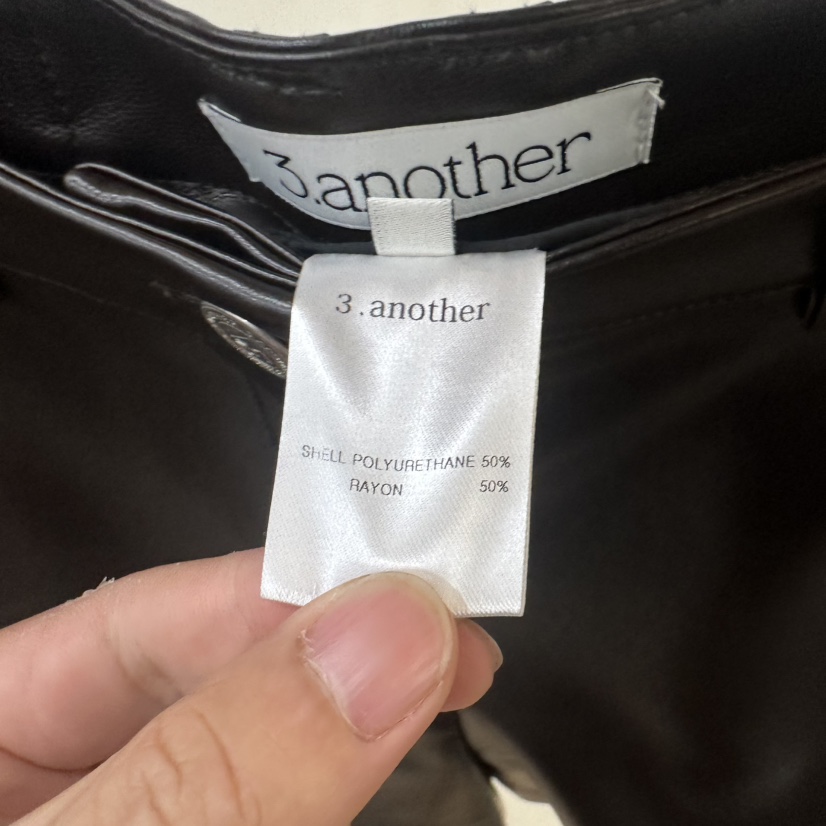 3.another
3.another
SHELL POLYURETHANE 50%
RAYON 50%